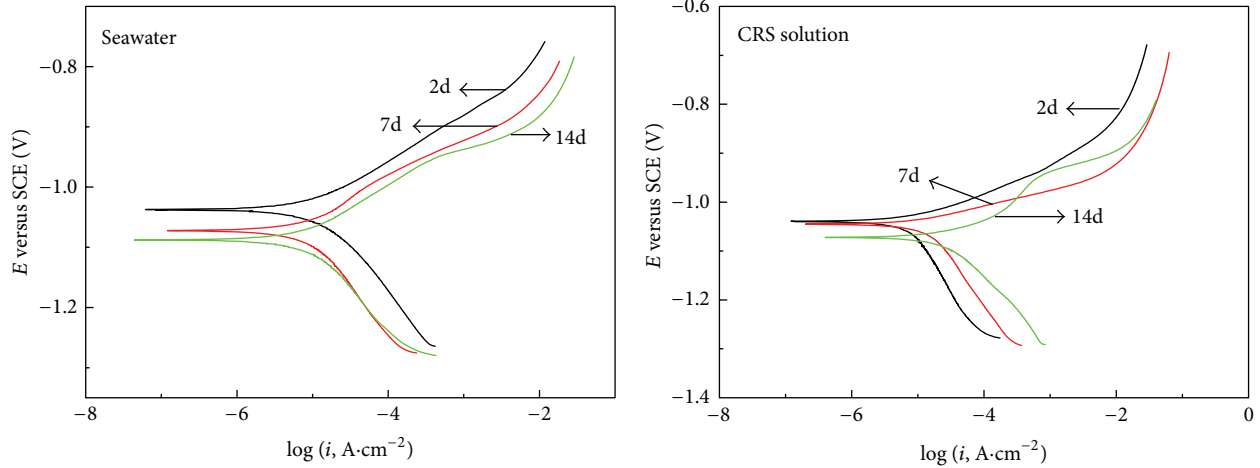 Seawater
2d
7d
14d
−0.8
−1.0
−1.2
−8
−6
−4
−2
E versus SCE (V)
log (i, A·cm−2)
CRS solution
2d
7d
14d
−0.6
−0.8
−1.0
−1.2
−1.4
−8
−6
−4
−2
0
E versus SCE (V)
log (i, A·cm−2)